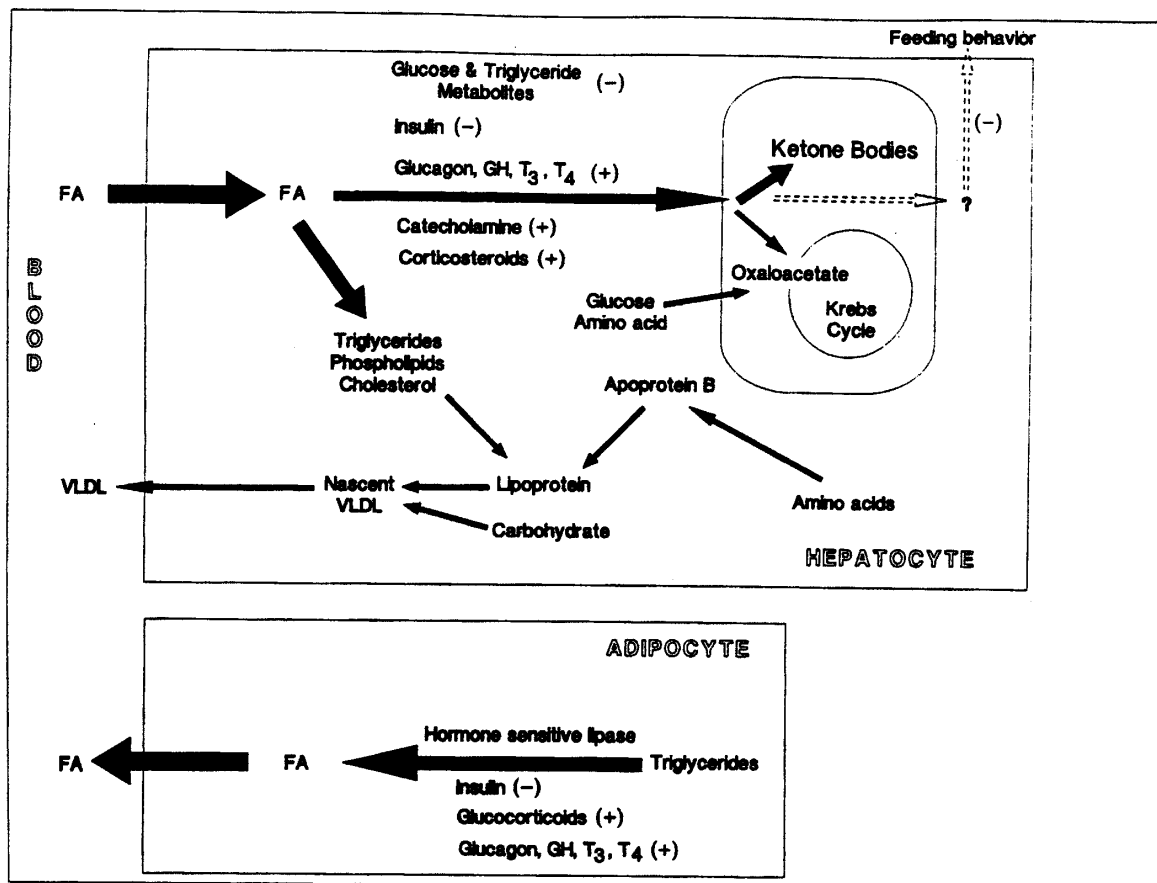 Feeding behavior
Glucose & Triglyceride
Metabolites
(−)
Insulin (−)
(−)
Ketone Bodies
Glucagon, GH, T3, T4 (+)
FA
FA
?
Catecholamine (+)
Corticosteroids (+)
Oxaloacetate
Glucose
Amino acid
Krebs
Cycle
BLOOD
Triglycerides
Phospholipids
Cholesterol
Apoprotein B
VLDL
Nascent
VLDL
Lipoprotein
Amino acids
Carbohydrate
HEPATOCYTE
ADIPOCYTE
Hormone sensitive lipase
FA
FA
Triglycerides
Insulin (−)
Glucocorticoids (+)
Glucagon, GH, T3, T4 (+)